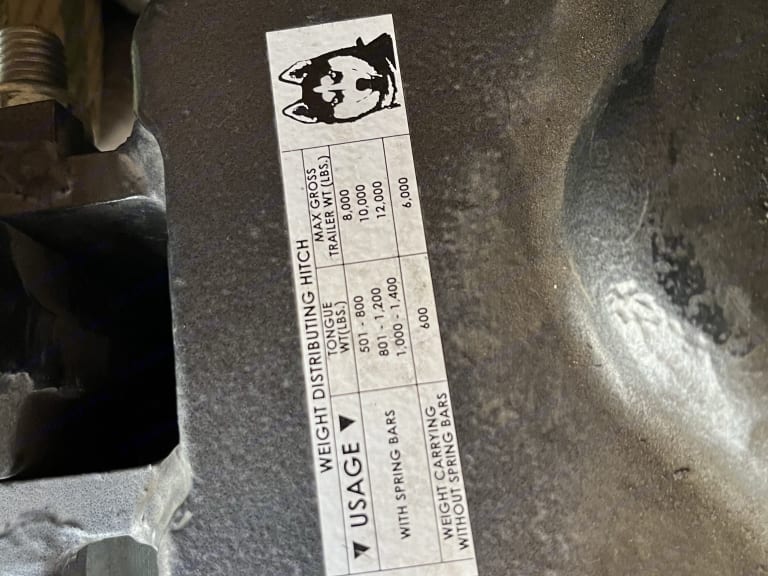 WEIGHT DISTRIBUTING HITCH
▼ USAGE ▼
TONGUE
WT(LBS.)
MAX GROSS
TRAILER WT (LBS.)
WITH SPRING BARS
501 - 800
8,000
801 - 1,200
10,000
1,000 - 1,400
12,000
WEIGHT CARRYING
WITHOUT SPRING BARS
600
6,000